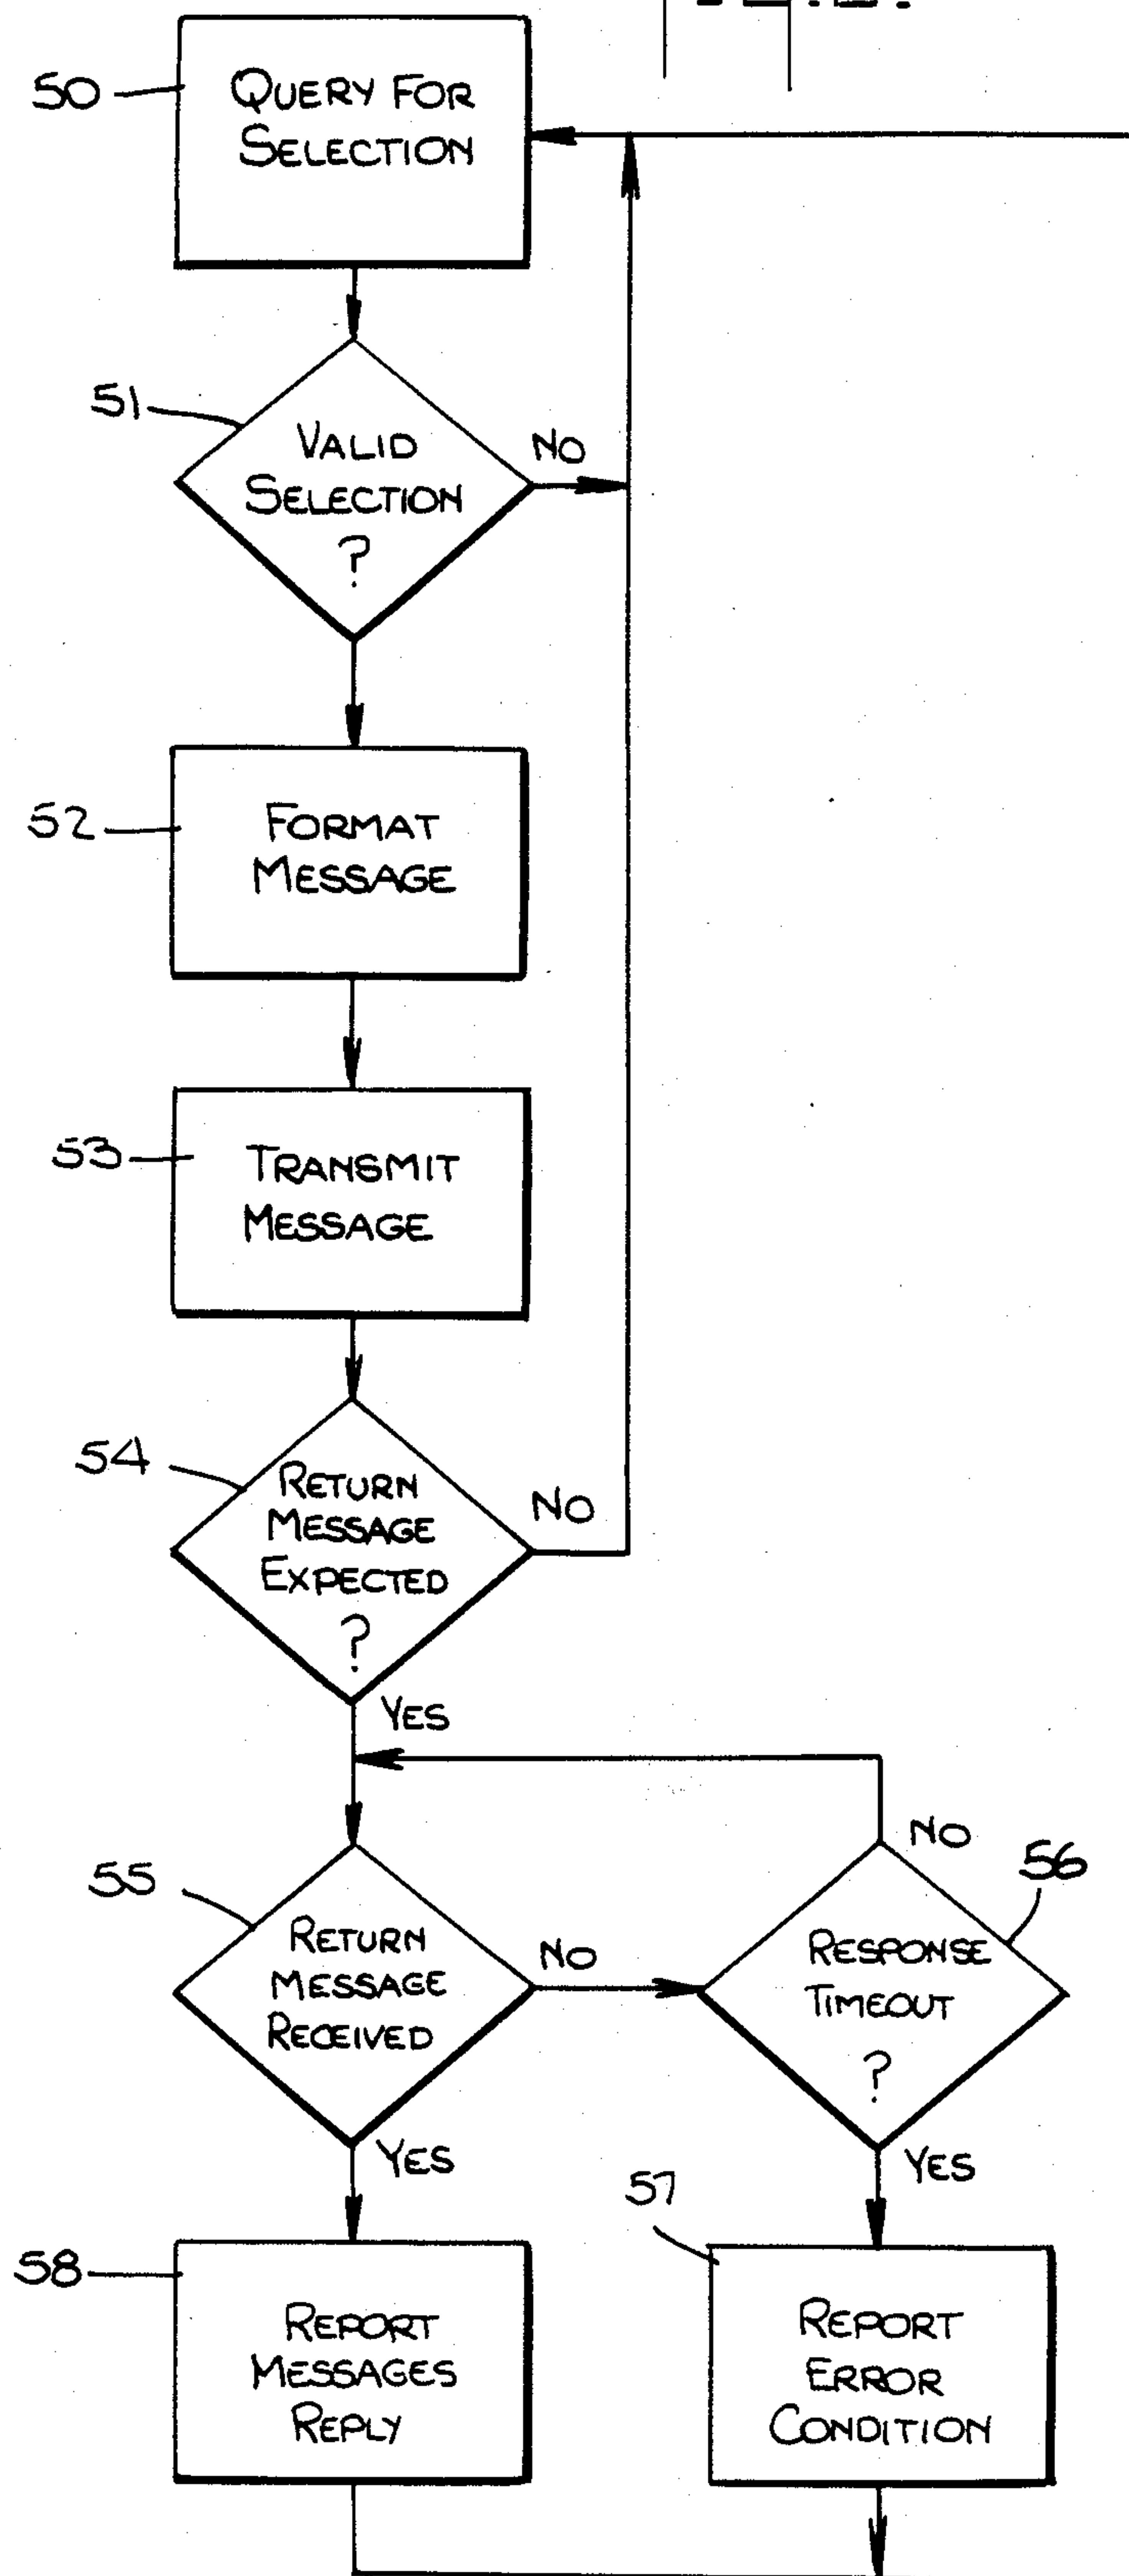 50
QUERY FOR
SELECTION
51
VALID
SELECTION
?
NO
52
FORMAT
MESSAGE
53
TRANSMIT
MESSAGE
54
RETURN
MESSAGE
EXPECTED
?
NO
YES
55
RETURN
MESSAGE
RECEIVED
NO
YES
56
RESPONSE
TIMEOUT
?
NO
YES
58
REPORT
MESSAGES
REPLY
57
REPORT
ERROR
CONDITION